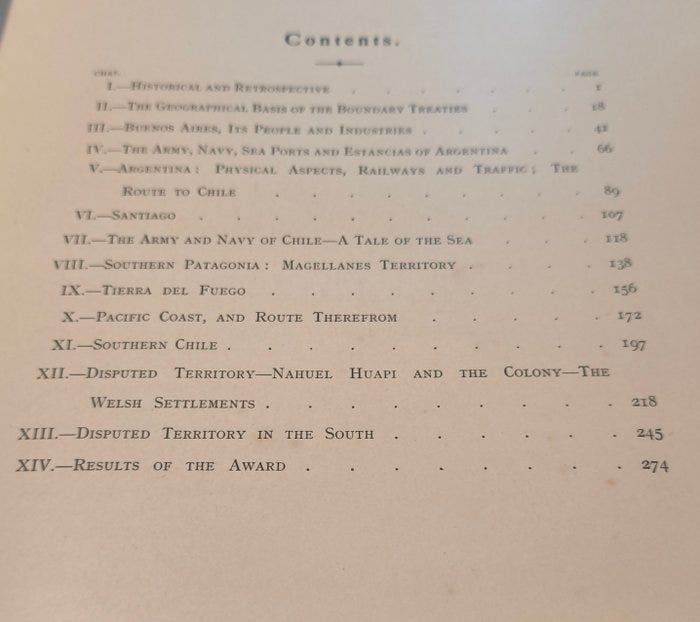 Contents.
CHAP. PAGE
I.—Historical and Retrospective . . . . . 1
II.—The Geographical Basis of the Boundary Treaties . . . 18
III.—Buenos Aires, Its People and Industries . . . . . 42
IV.—The Army, Navy, Sea Ports and Estancias of Argentina . . 66
V.—Argentina: Physical Aspects, Railways and Traffic; The
Route to Chile . . . . . . . . 89
VI.—Santiago . . . . . . . . . 107
VII.—The Army and Navy of Chile—A Tale of the Sea . . . 118
VIII.—Southern Patagonia: Magellanes Territory . . . . 138
IX.—Tierra del Fuego . . . . . . . 156
X.—Pacific Coast, and Route Therefrom . . . . . 172
XI.—Southern Chile . . . . . . . . 197
XII.—Disputed Territory—Nahuel Huapi and the Colony—The
Welsh Settlements . . . . . . . . 218
XIII.—Disputed Territory in the South . . . . . 245
XIV.—Results of the Award . . . . . . . 274